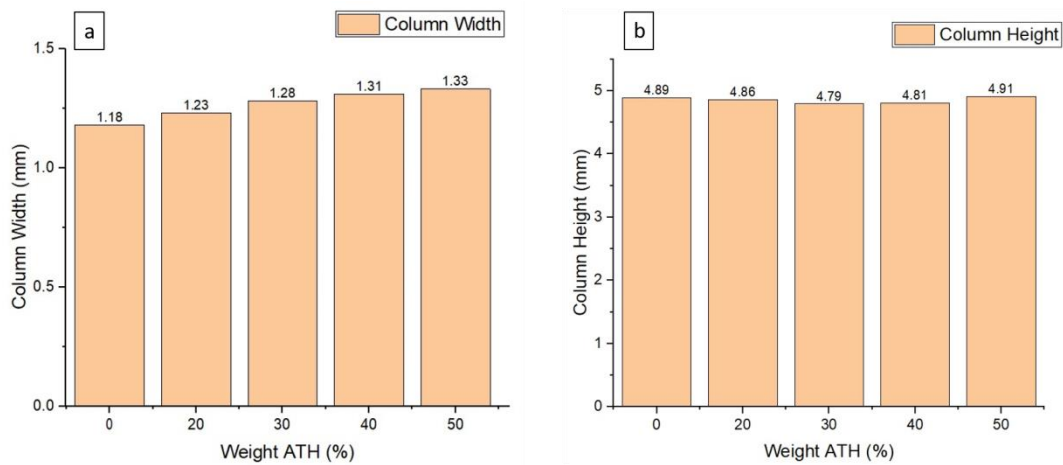 a
Column Width
1.5
1.0
0.5
0.0
Column Width (mm)
1.18
1.23
1.28
1.31
1.33
0 20 30 40 50
Weight ATH (%)
b
Column Height
5
4
3
2
1
0
Column Height (mm)
4.89
4.86
4.79
4.81
4.91
0 20 30 40 50
Weight ATH (%)